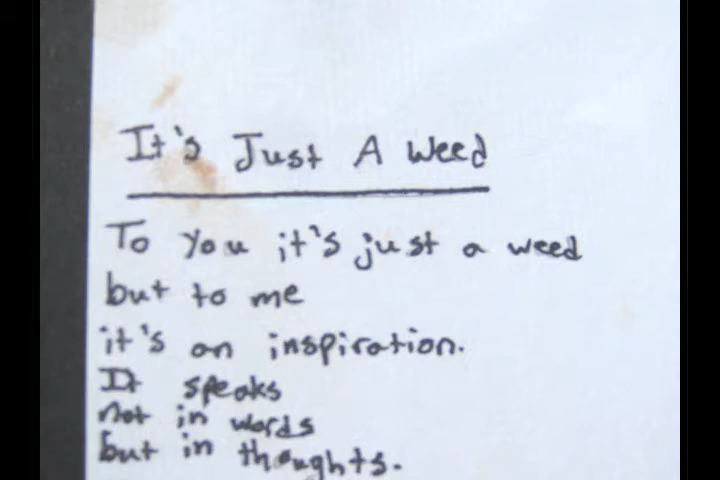 It's Just A Weed
To you it's just a weed
but to me
it's an inspiration.
It speaks
not in words
but in thoughts.